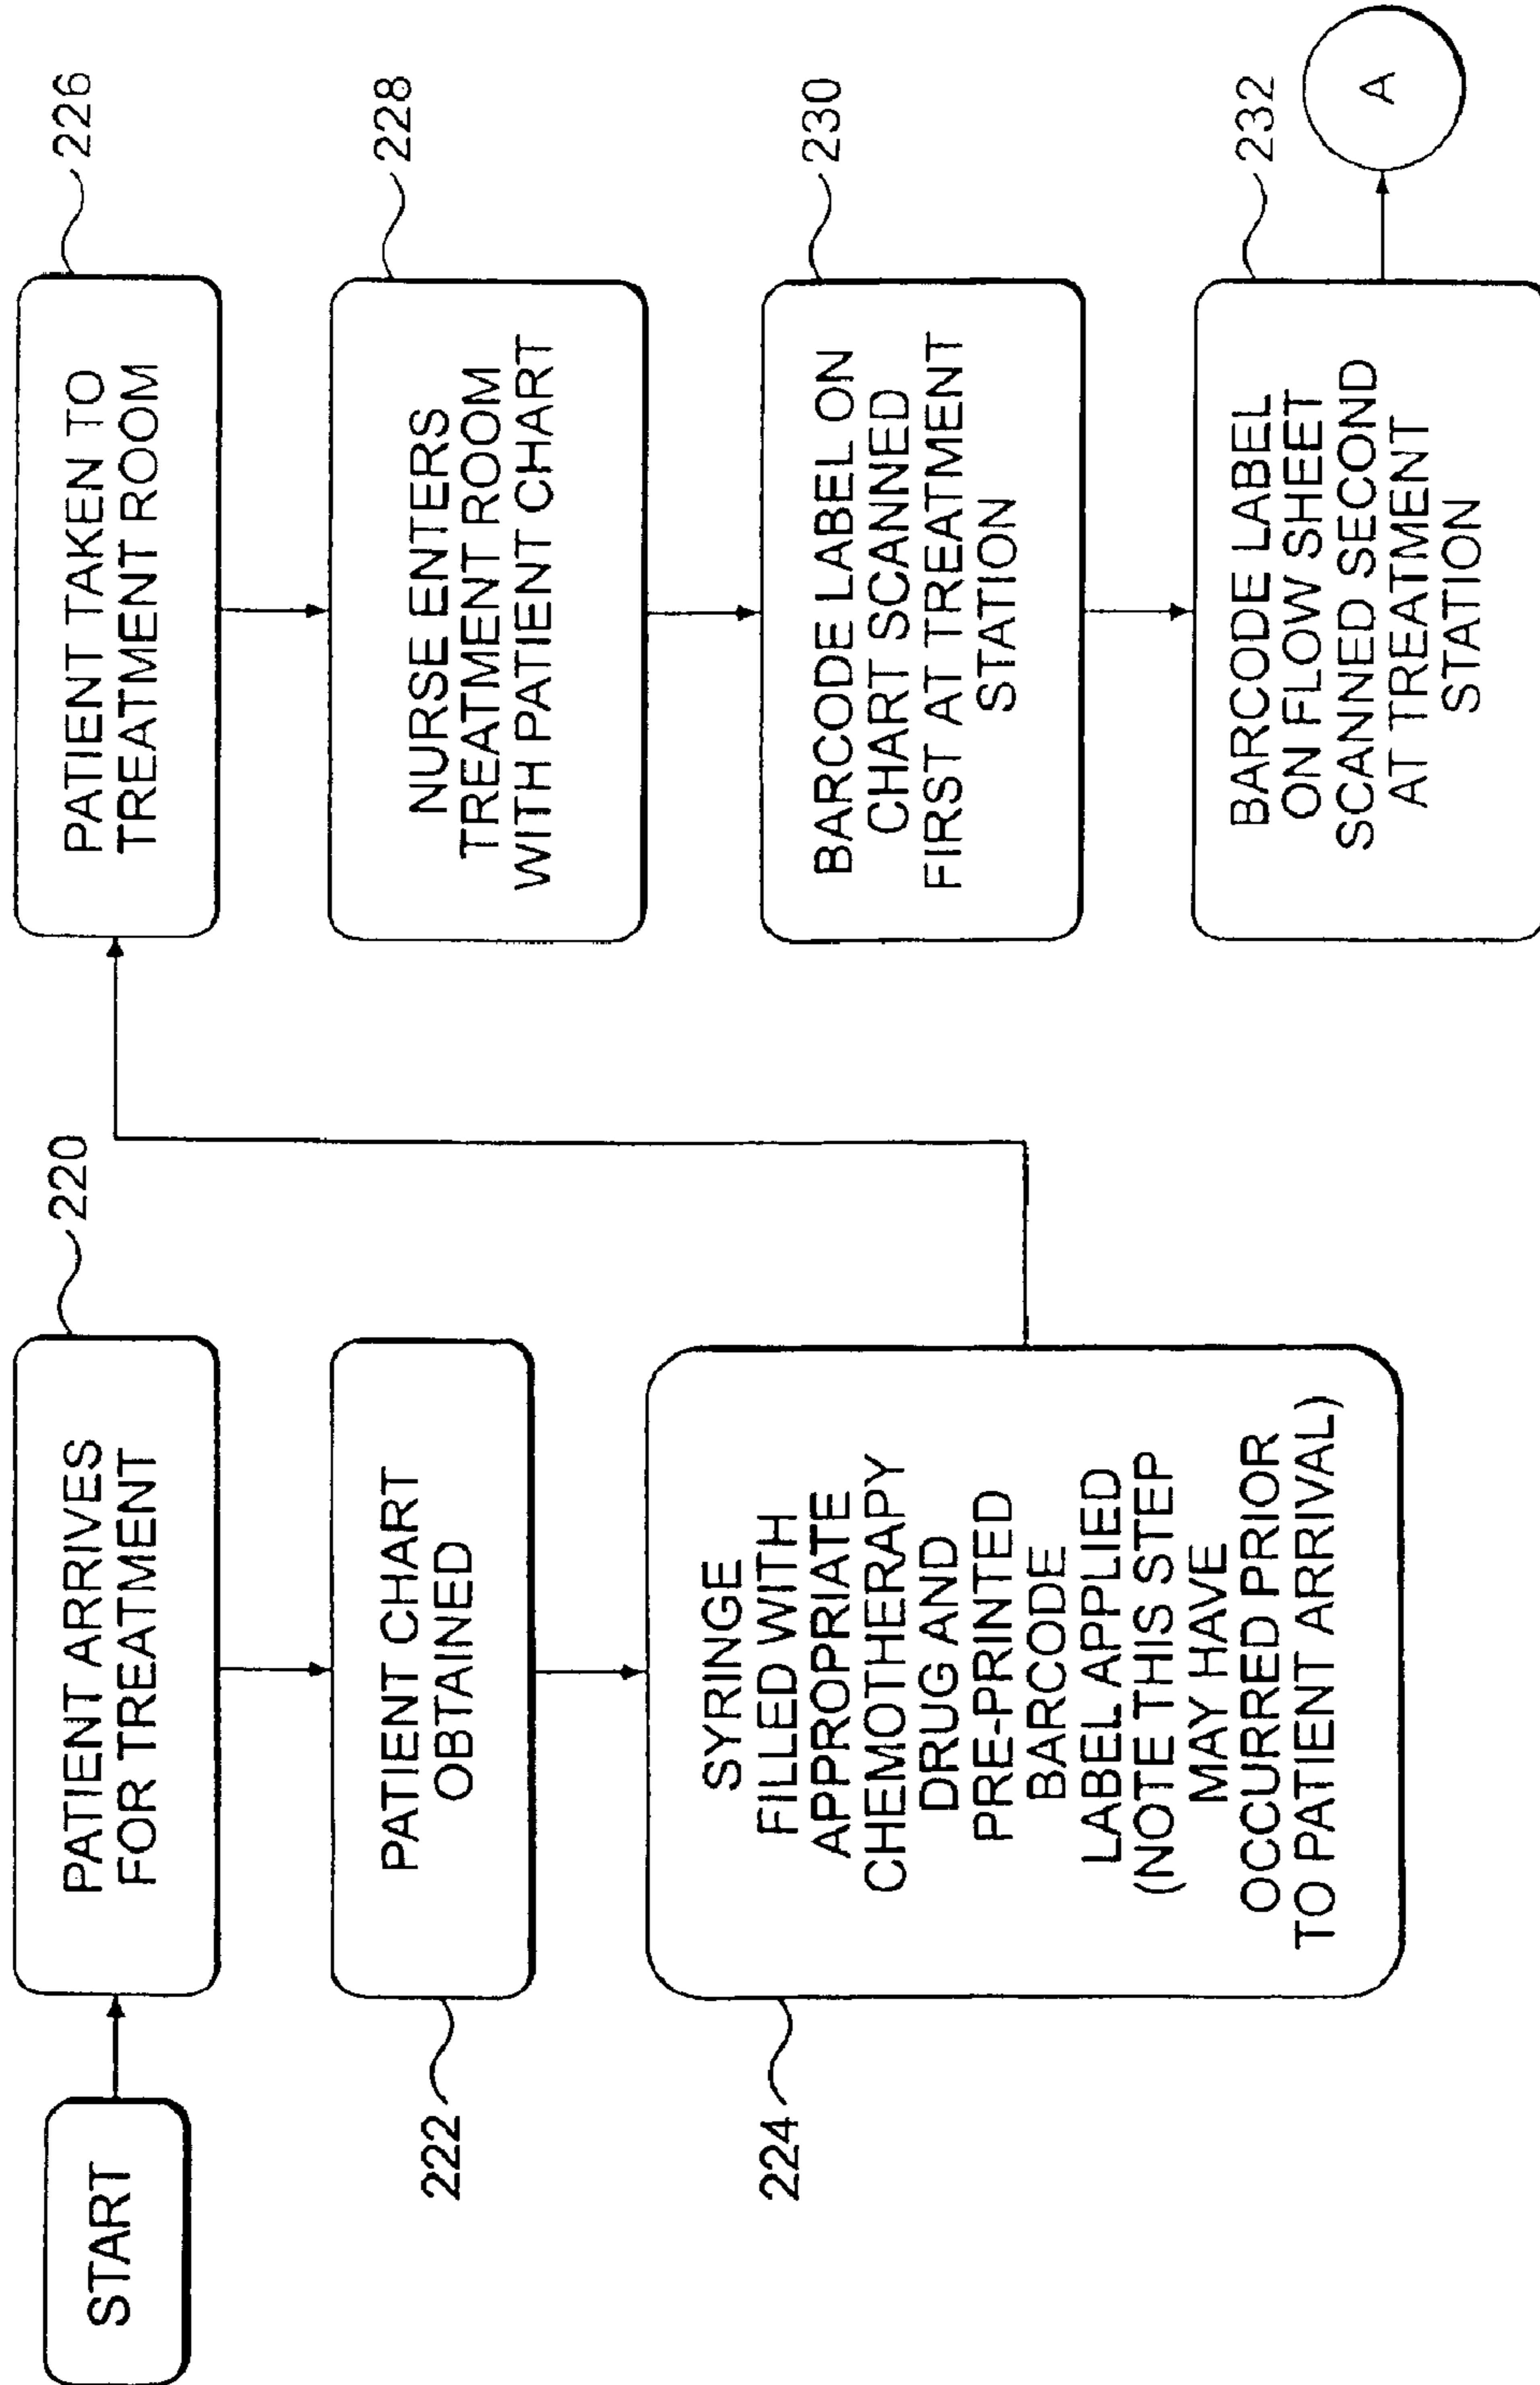 START
220
PATIENT ARRIVES
FOR TREATMENT
222
PATIENT CHART
OBTAINED
224
SYRINGE
FILLED WITH
APPROPRIATE
CHEMOTHERAPY
DRUG AND
PRE-PRINTED
BARCODE
LABEL APPLIED
(NOTE THIS STEP
MAY HAVE
OCCURRED PRIOR
TO PATIENT ARRIVAL)
226
PATIENT TAKEN TO
TREATMENT ROOM
228
NURSE ENTERS
TREATMENT ROOM
WITH PATIENT CHART
230
BARCODE LABEL ON
CHART SCANNED
FIRST AT TREATMENT
STATION
232
BARCODE LABEL
ON FLOW SHEET
SCANNED SECOND
AT TREATMENT
STATION
A